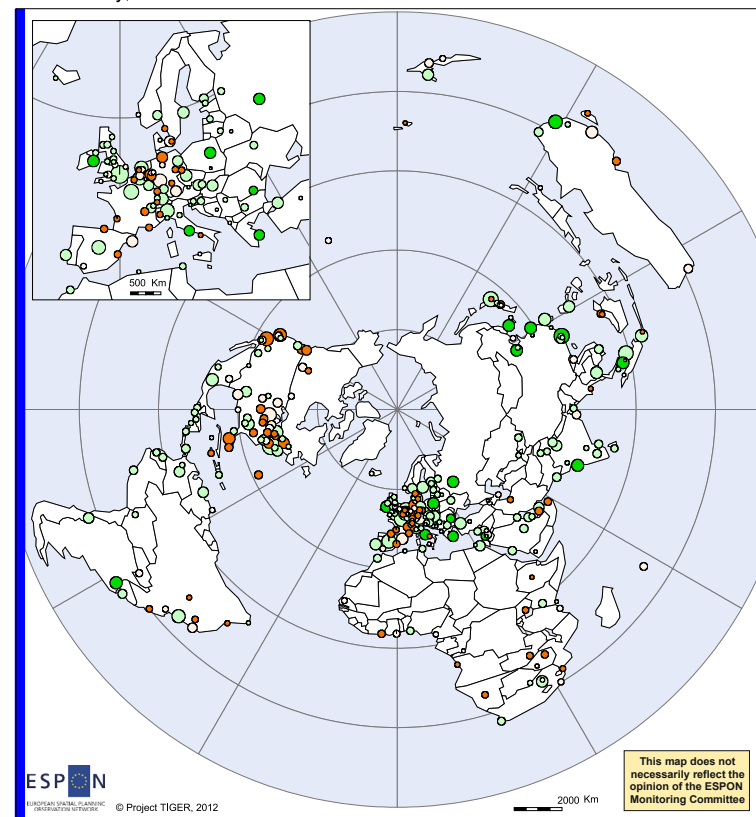 500 Km
This map does not
necessarily reflect the
opinion of the ESPON
Monitoring Committee
ESPON
EUROPEAN SPATIAL PLANNING
OBSERVATION NETWORK
© Project TIGER, 2012
2000 Km